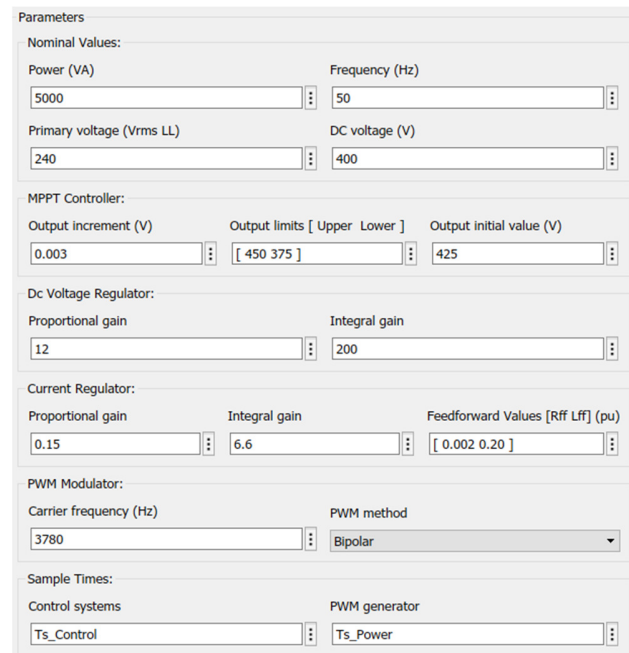 Parameters
Nominal Values:
Power (VA) Frequency (Hz)
5000 50
Primary voltage (Vrms LL) DC voltage (V)
240 400
MPPT Controller:
Output increment (V) Output limits [ Upper Lower ] Output initial value (V)
0.003 [ 450 375 ] 425
Dc Voltage Regulator:
Proportional gain Integral gain
12 200
Current Regulator:
Proportional gain Integral gain Feedforward Values [Rff Lff] (pu)
0.15 6.6 [ 0.002 0.20 ]
PWM Modulator:
Carrier frequency (Hz) PWM method
3780 Bipolar
Sample Times:
Control systems PWM generator
Ts_Control Ts_Power